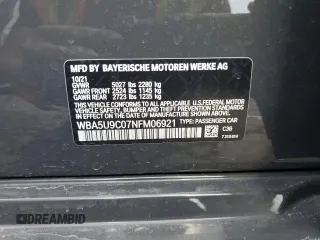 MFD BY BAYERISCHE MOTOREN WERKE AG
10/21
GVWR 5027 lbs 2280 kg
GAWR FRONT 2524 lbs 1145 kg
GAWR REAR 2723 lbs 1235 kg
THIS VEHICLE CONFORMS TO ALL APPLICABLE FEDERAL MOTOR VEHICLE SAFETY, BUMPER, AND THEFT PREVENTION STANDARDS IN EFFECT ON THE DATE OF MANUFACTURE SHOWN ABOVE.
WBA5U9C07NFM06921 TYPE: PASSENGER CAR
C36
DREAMBID